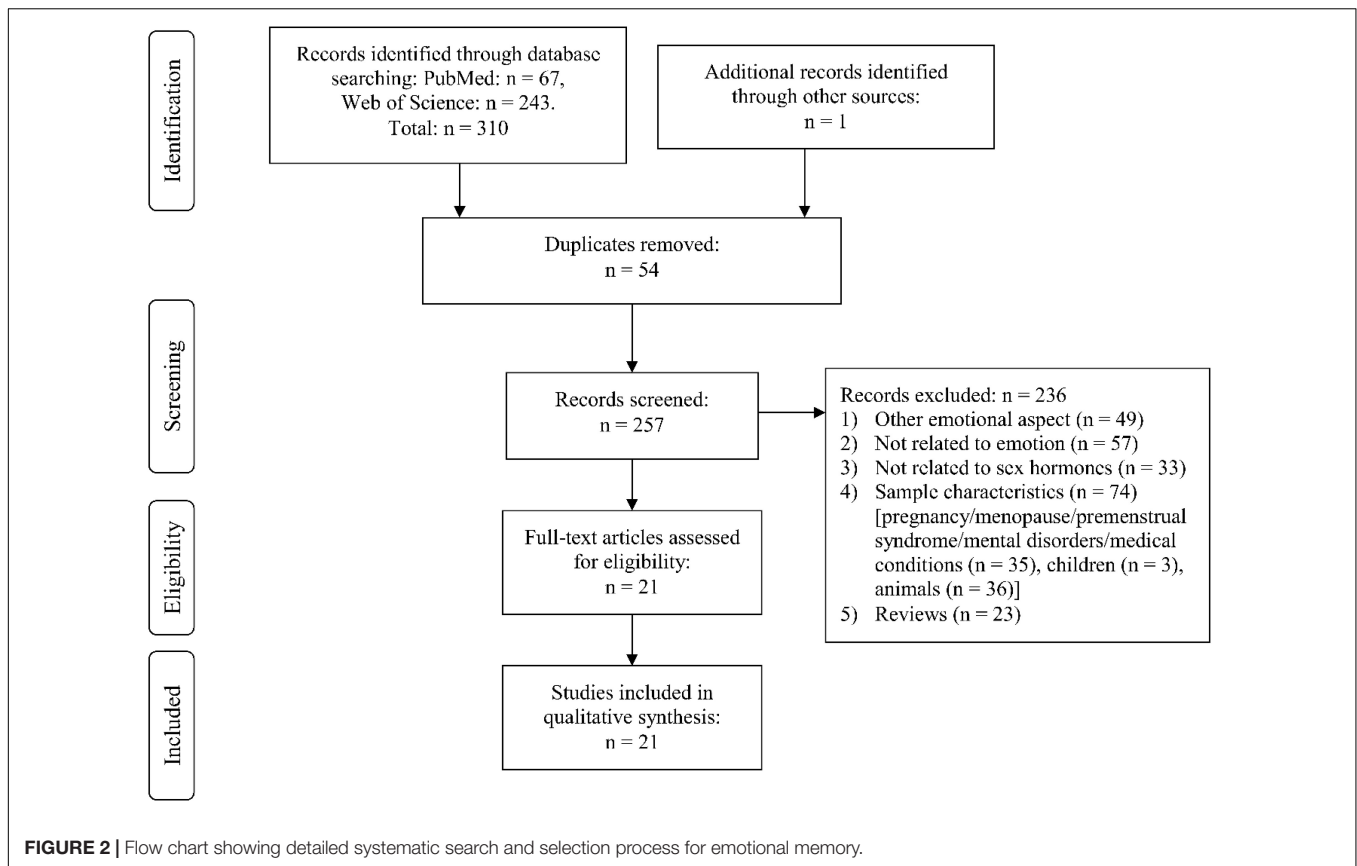 Identification
Records identified through database
searching: PubMed: n = 67,
Web of Science: n = 243.
Total: n = 310
Additional records identified
through other sources:
n = 1
Duplicates removed:
n = 54
Screening
Records screened:
n = 257
Records excluded: n = 236
1) Other emotional aspect (n = 49)
2) Not related to emotion (n = 57)
3) Not related to sex hormones (n = 33)
4) Sample characteristics (n = 74)
[pregnancy/menopause/premenstrual
syndrome/mental disorders/medical
conditions (n = 35), children (n = 3),
animals (n = 36)]
5) Reviews (n = 23)
Eligibility
Full-text articles assessed
for eligibility:
n = 21
Included
Studies included in
qualitative synthesis:
n = 21
FIGURE 2 | Flow chart showing detailed systematic search and selection process for emotional memory.